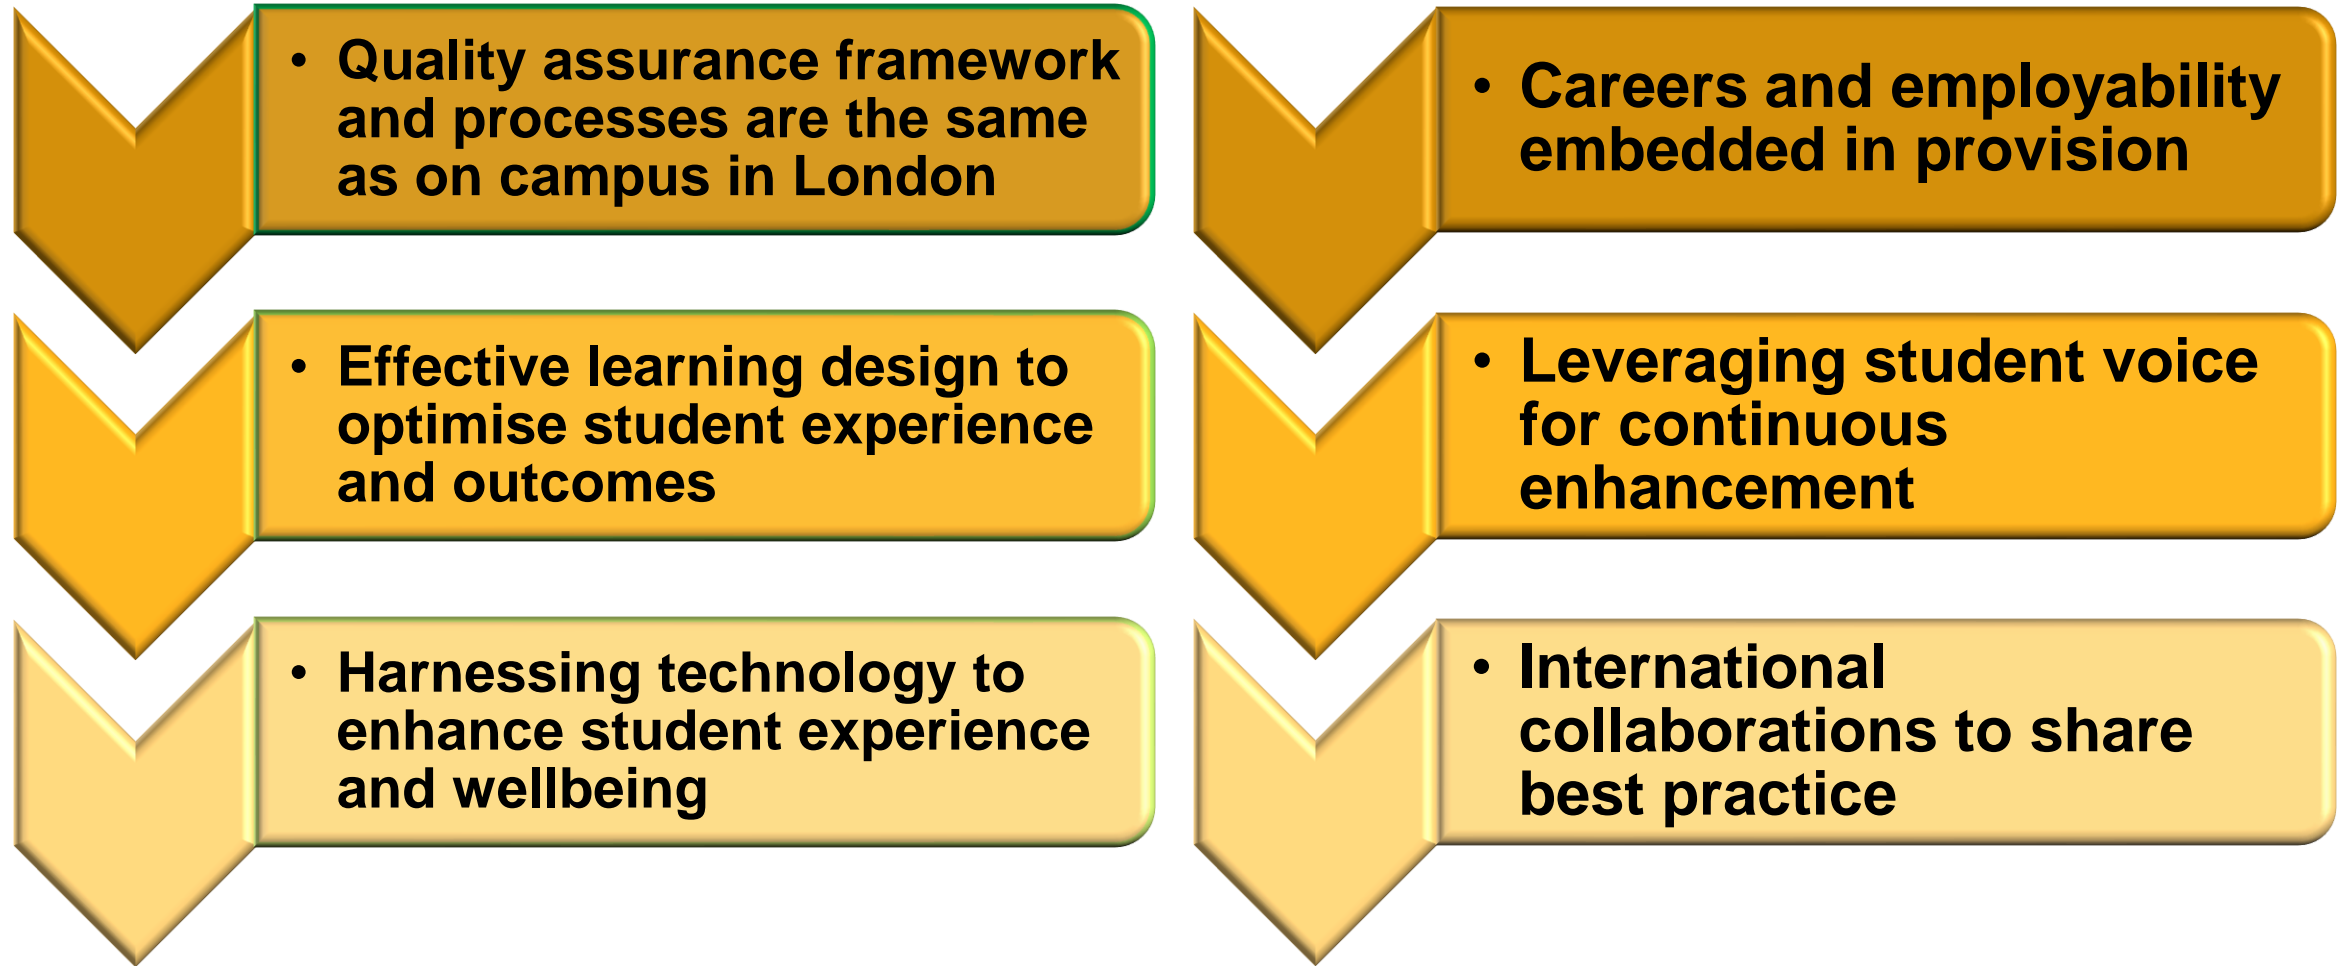 • Quality assurance framework
and processes are the same
as on campus in London
• Effective learning design to
optimise student experience
and outcomes
• Harnessing technology to
enhance student experience
and wellbeing
• Careers and employability
embedded in provision
• Leveraging student voice
for continuous
enhancement
• International
collaborations to share
best practice